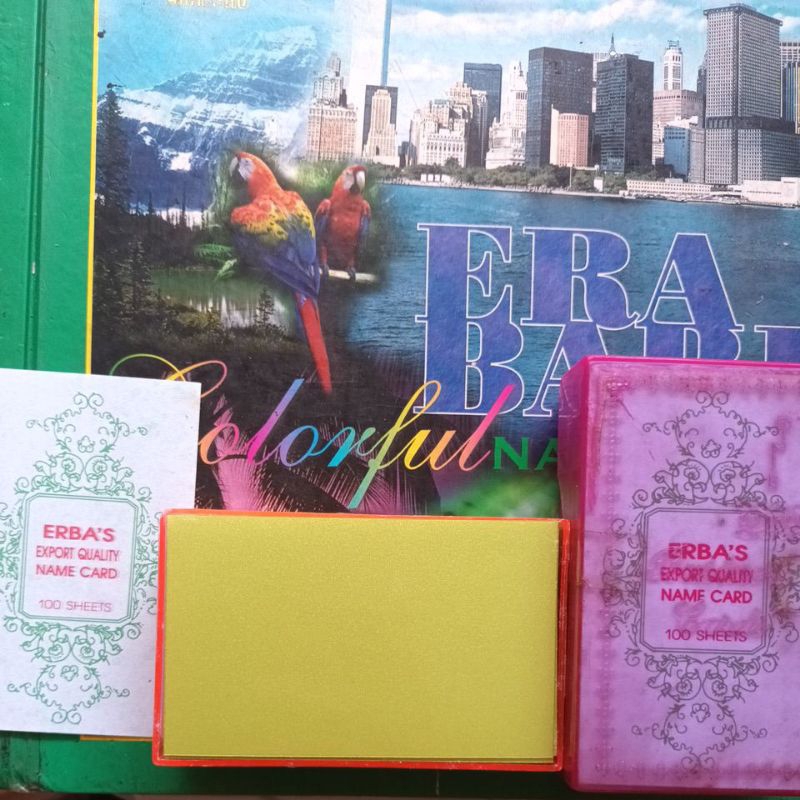 ERA
BAR
Colorful NA
ERBA'S
EXPORT QUALITY
NAME CARD
100 SHEETS
ERBA'S
EXPORT QUALITY
NAME CARD
100 SHEETS